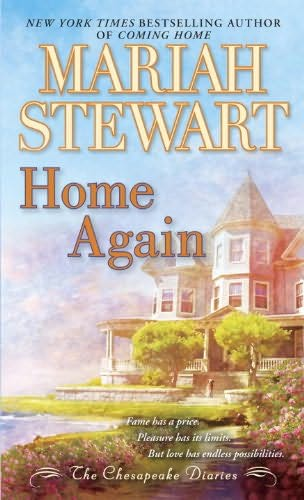 NEW YORK TIMES BESTSELLING AUTHOR
OF COMING HOME
MARIAH
STEWART
Home
Again
Fame has a price.
Pleasure has its limits.
But love has endless possibilities.
The Chesapeake Diaries